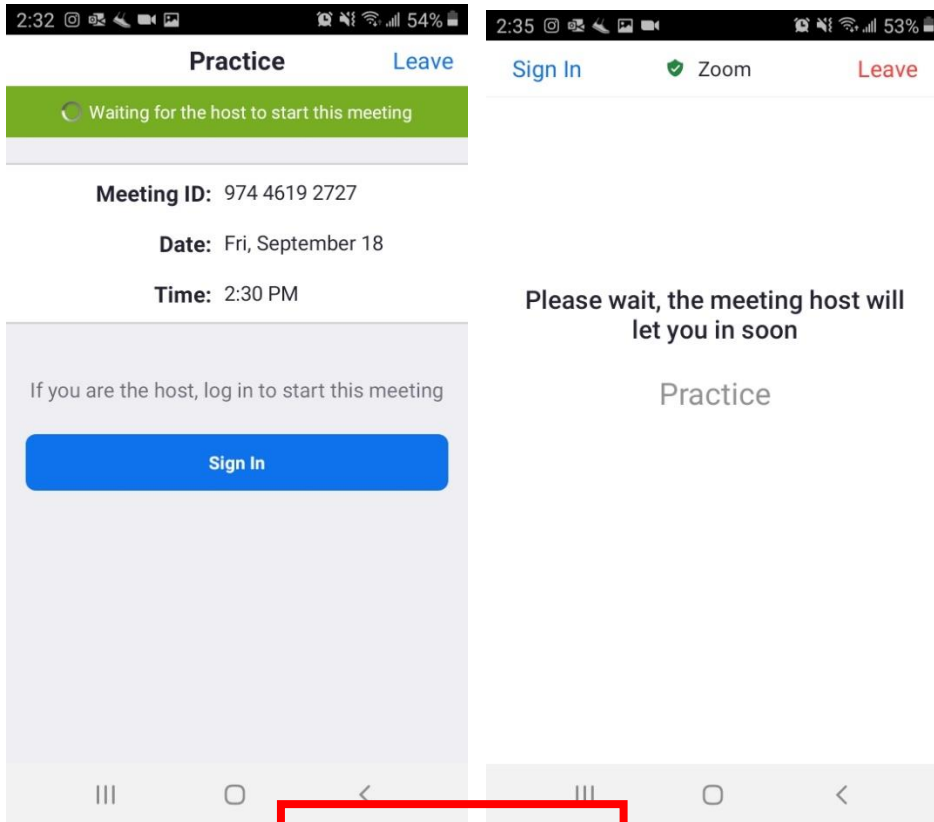 2:32 54%
Practice Leave
Waiting for the host to start this meeting
Meeting ID: 974 4619 2727
Date: Fri, September 18
Time: 2:30 PM
If you are the host, log in to start this meeting
Sign In
2:35 53%
Sign In Zoom Leave
Please wait, the meeting host will
let you in soon
Practice